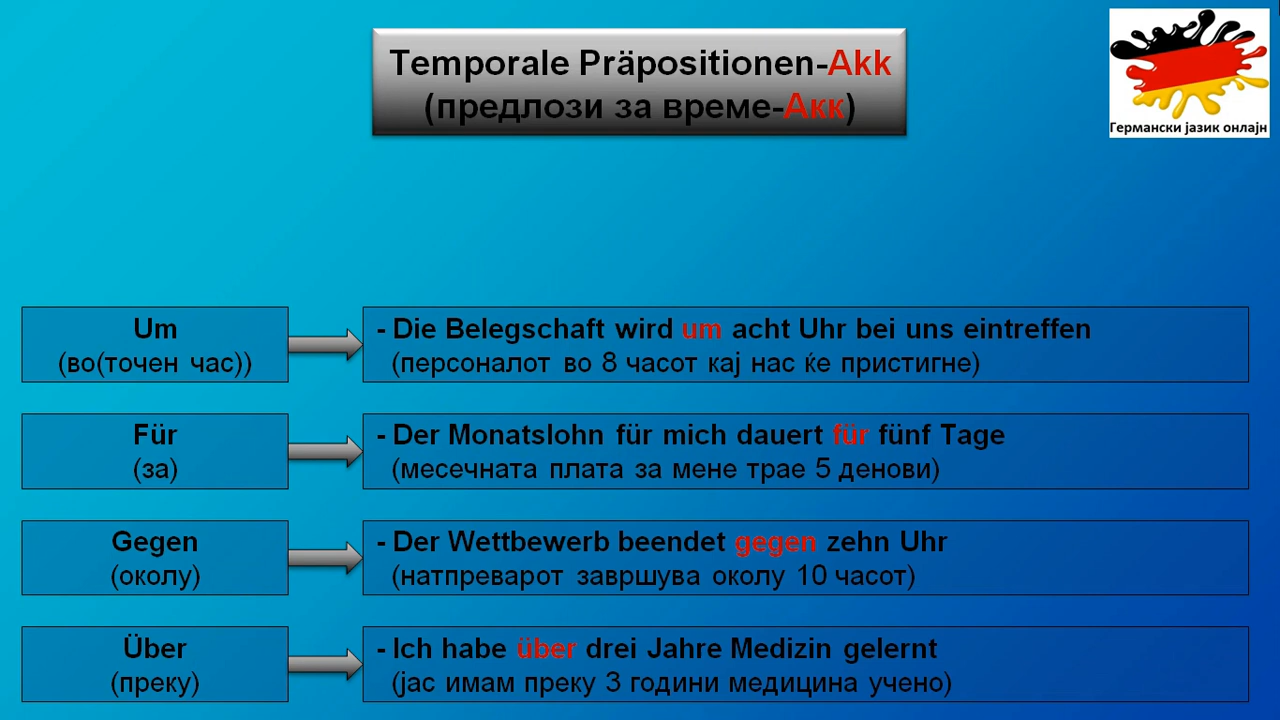 Temporale Präpositionen-Akk
(предлози за време-Акк)
Германски јазик онлајн
Um
(во(точен час))
- Die Belegschaft wird um acht Uhr bei uns eintreffen
(персоналот во 8 часот кај нас ќе пристигне)
Für
(за)
- Der Monatslohn für mich dauert für fünf Tage
(месечната плата за мене трае 5 денови)
Gegen
(околу)
- Der Wettbewerb beendet gegen zehn Uhr
(натпреварот завршува околу 10 часот)
Über
(преку)
- Ich habe über drei Jahre Medizin gelernt
(јас имам преку 3 години медицина учено)